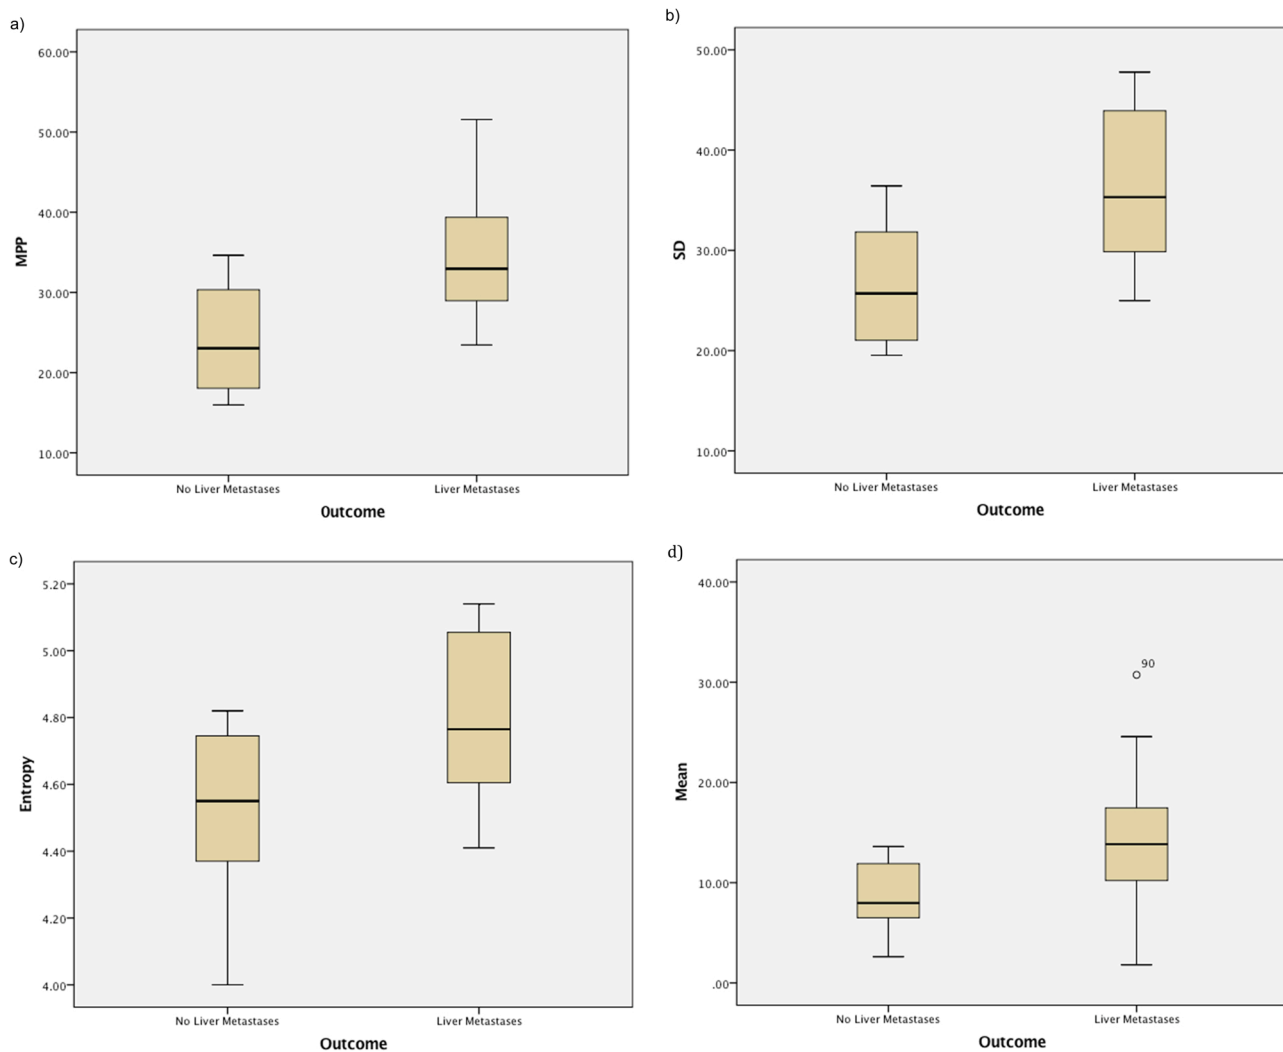 a)
60.00
50.00
40.00
30.00
20.00
10.00
MPP
No Liver Metastases Liver Metastases
0utcome
b)
50.00
40.00
30.00
20.00
10.00
SD
No Liver Metastases Liver Metastases
Outcome
c)
5.20
5.00
4.80
4.60
4.40
4.20
4.00
Entropy
No Liver Metastases Liver Metastases
Outcome
d)
40.00
30.00
20.00
10.00
.00
Mean
90
No Liver Metastases Liver Metastases
Outcome